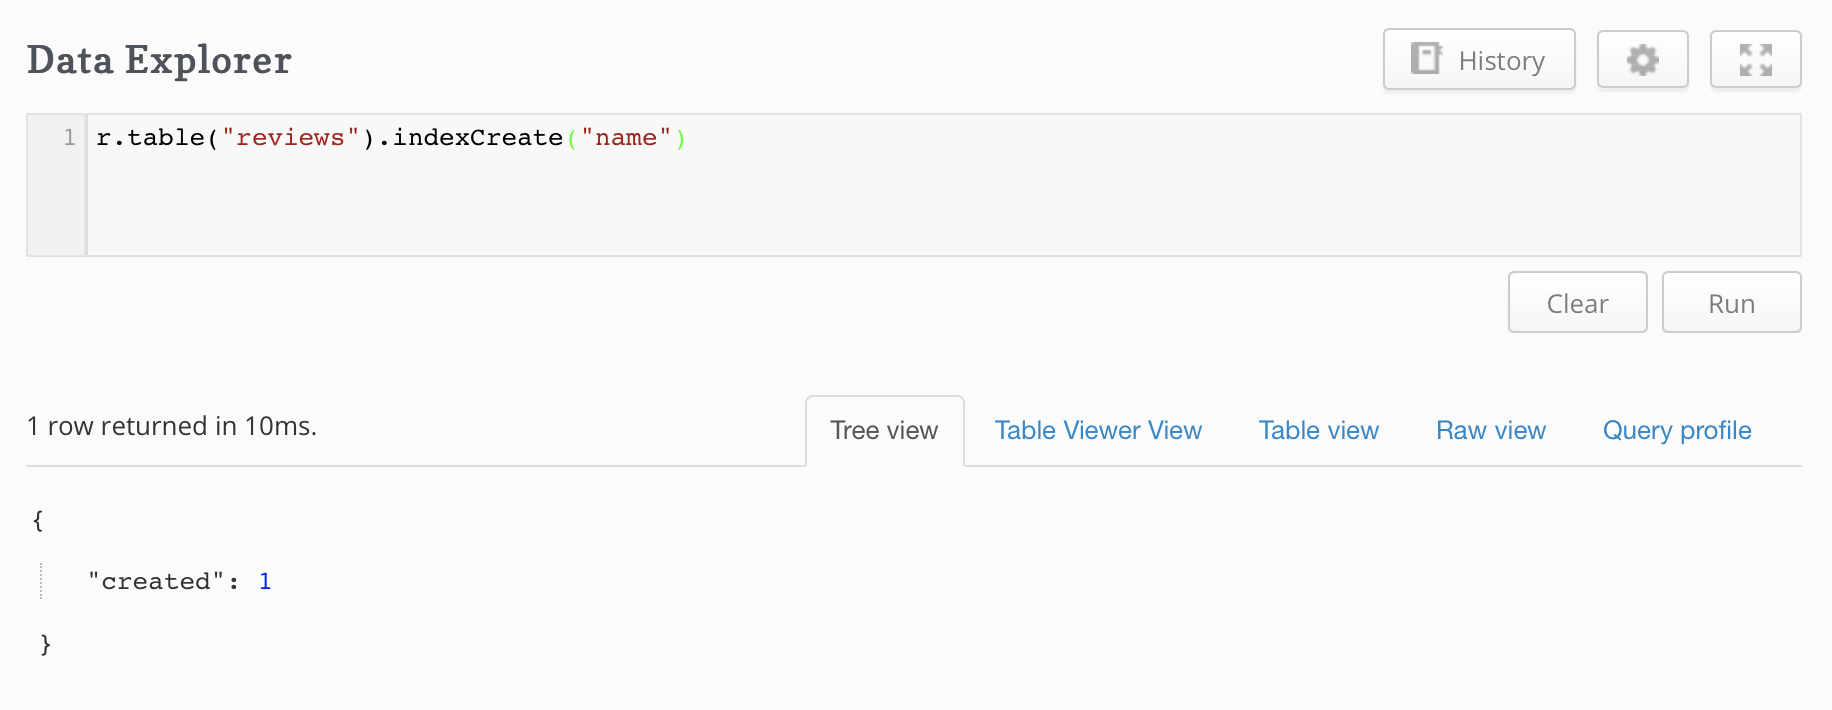 Data Explorer
History
1 r.table("reviews").indexCreate("name")
Clear Run
1 row returned in 10ms.
Tree view Table Viewer View Table view Raw view Query profile
{
"created": 1
}